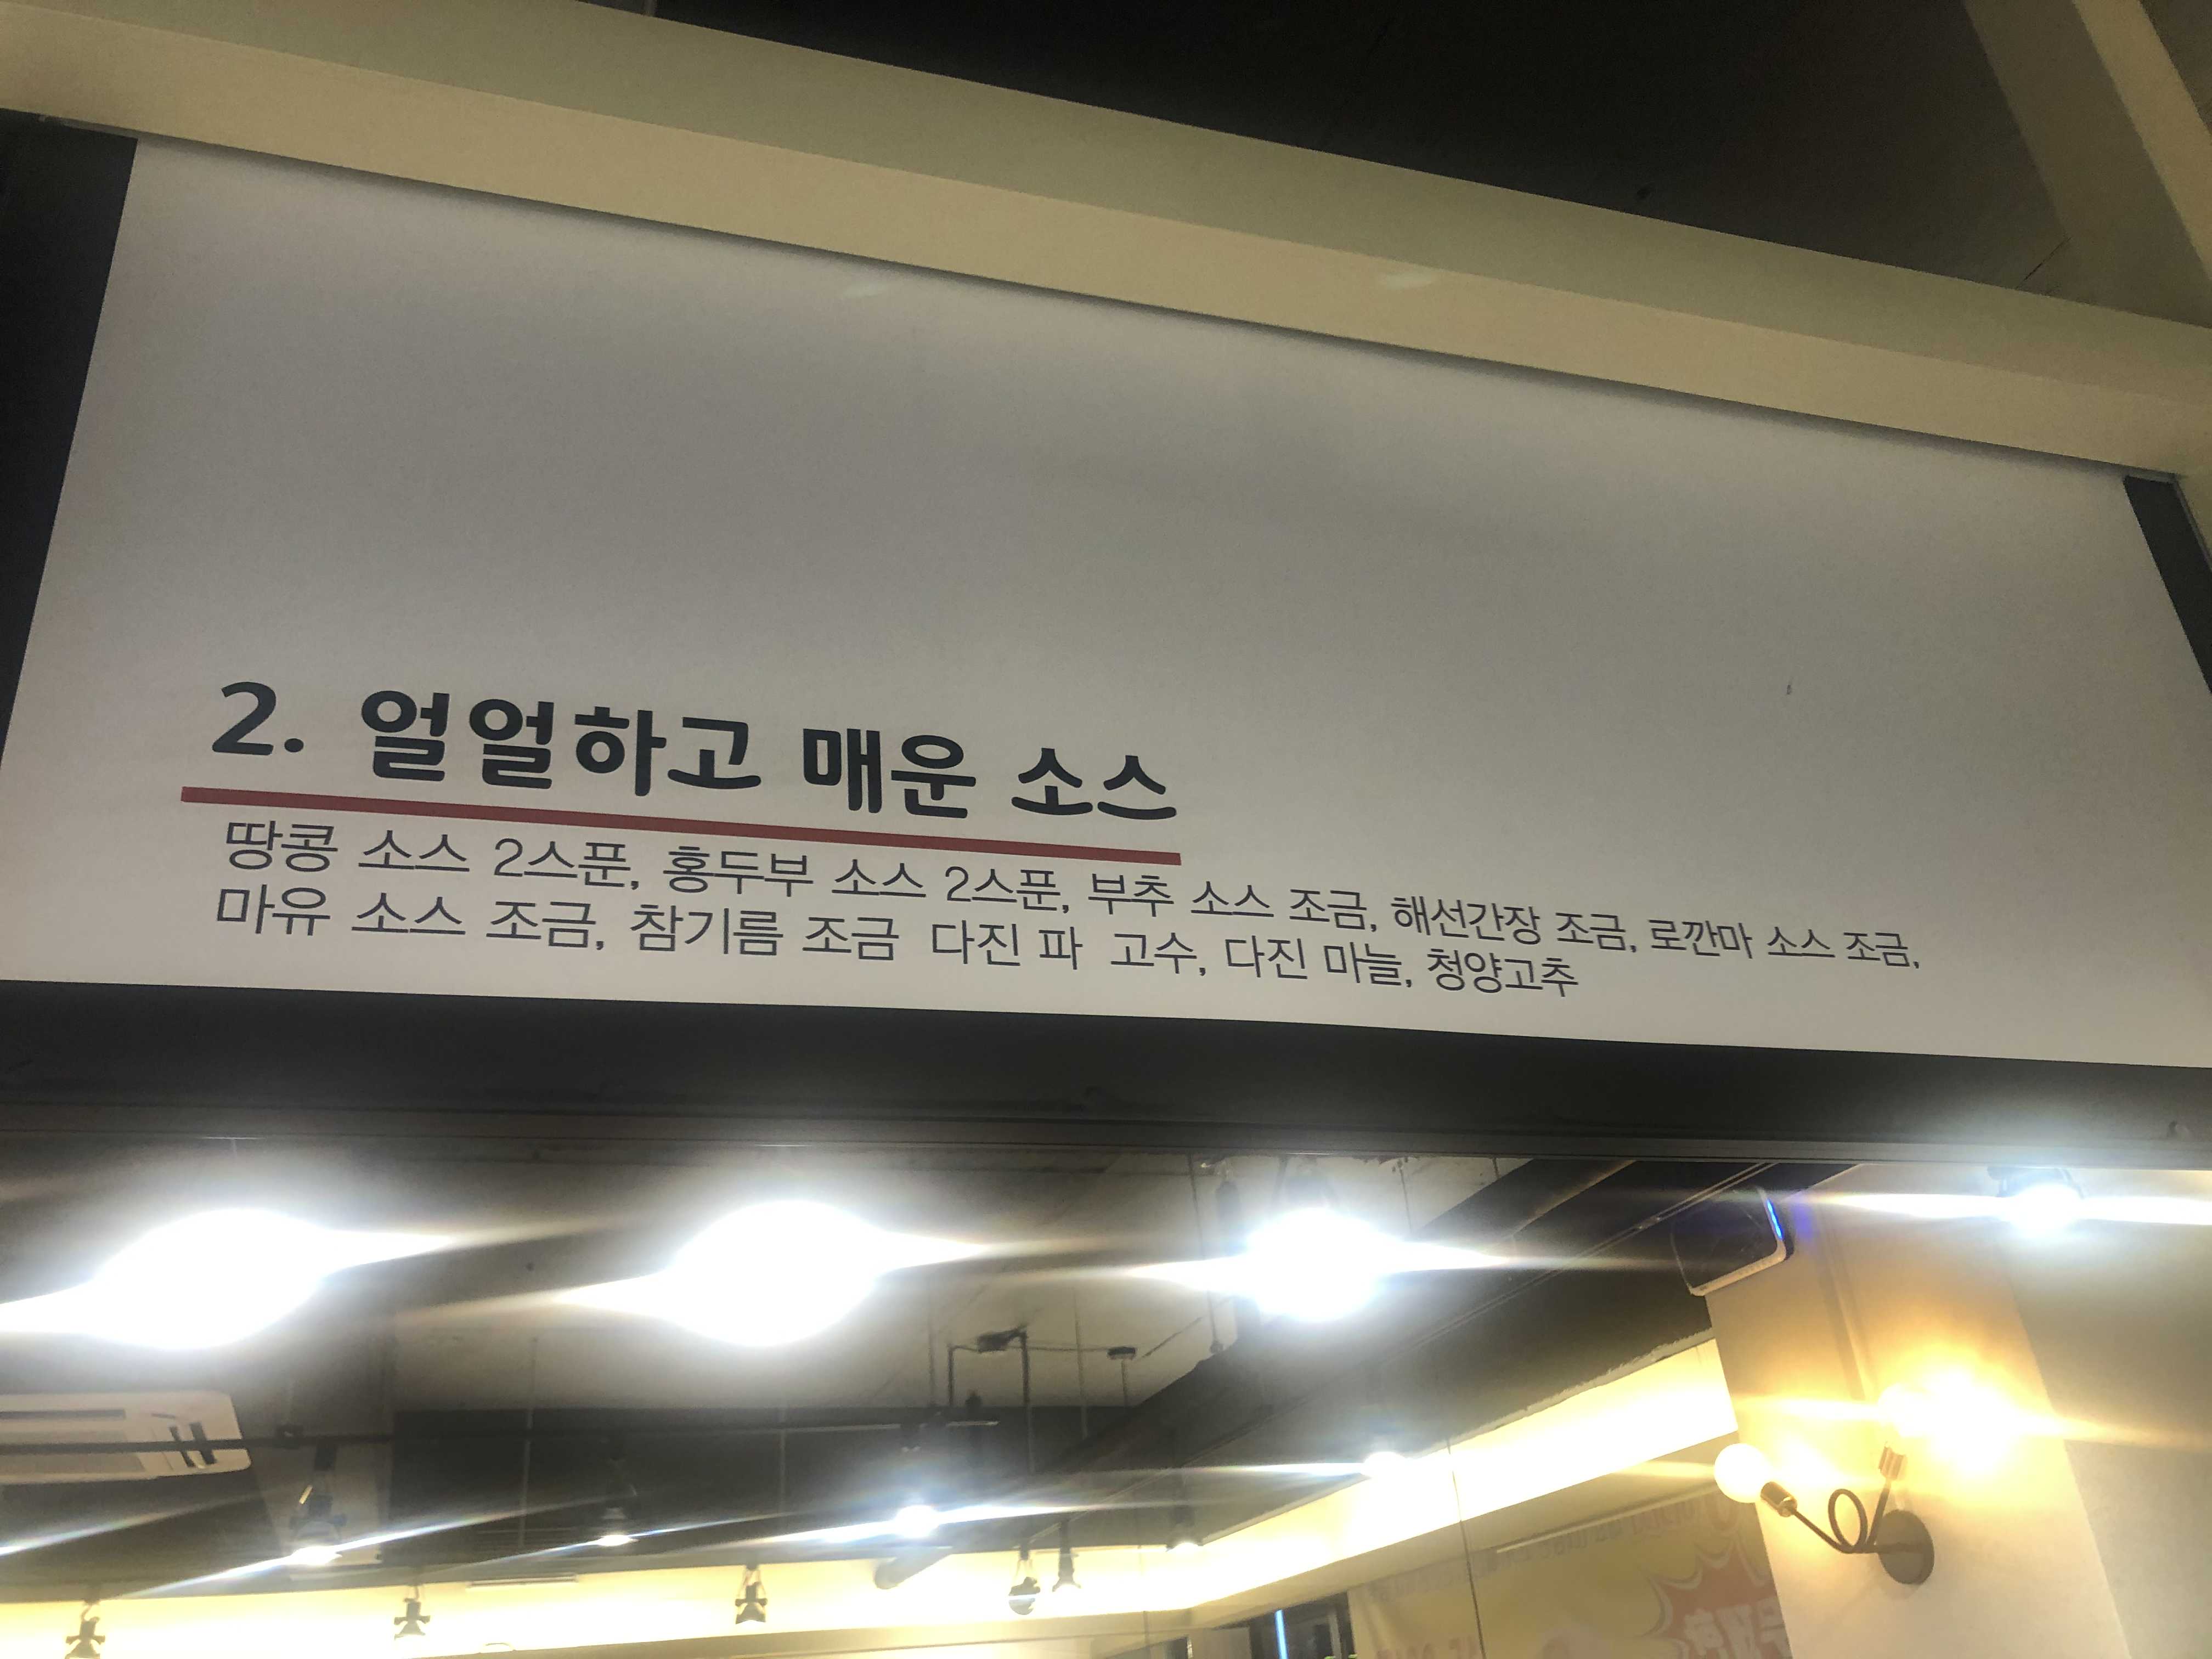 2. 얼얼하고 매운 소스
땅콩 소스 2스푼, 홍두부 소스 2스푼, 부추 소스 조금, 해선간장 조금, 로깐마 소스 조금,
마유 소스 조금, 참기름 조금 다진 파 고수, 다진 마늘, 청양고추